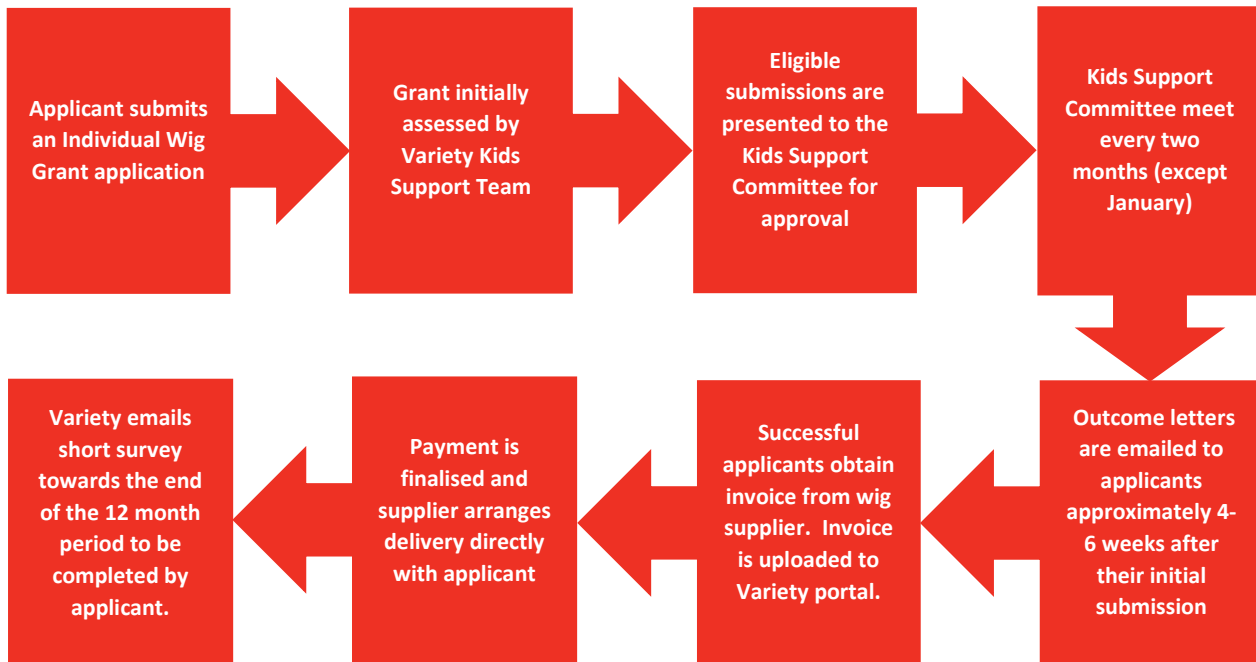 Applicant submits
an Individual Wig
Grant application
Grant initially
assessed by
Variety Kids
Support Team
Eligible
submissions are
presented to the
Kids Support
Committee for
approval
Kids Support
Committee meet
every two
months (except
January)
Outcome letters
are emailed to
applicants
approximately 4-
6 weeks after
their initial
submission
Successful
applicants obtain
invoice from wig
supplier.  Invoice
is uploaded to
Variety portal.
Payment is
finalised and
supplier arranges
delivery directly
with applicant
Variety emails
short survey
towards the end
of the 12 month
period to be
completed by
applicant.